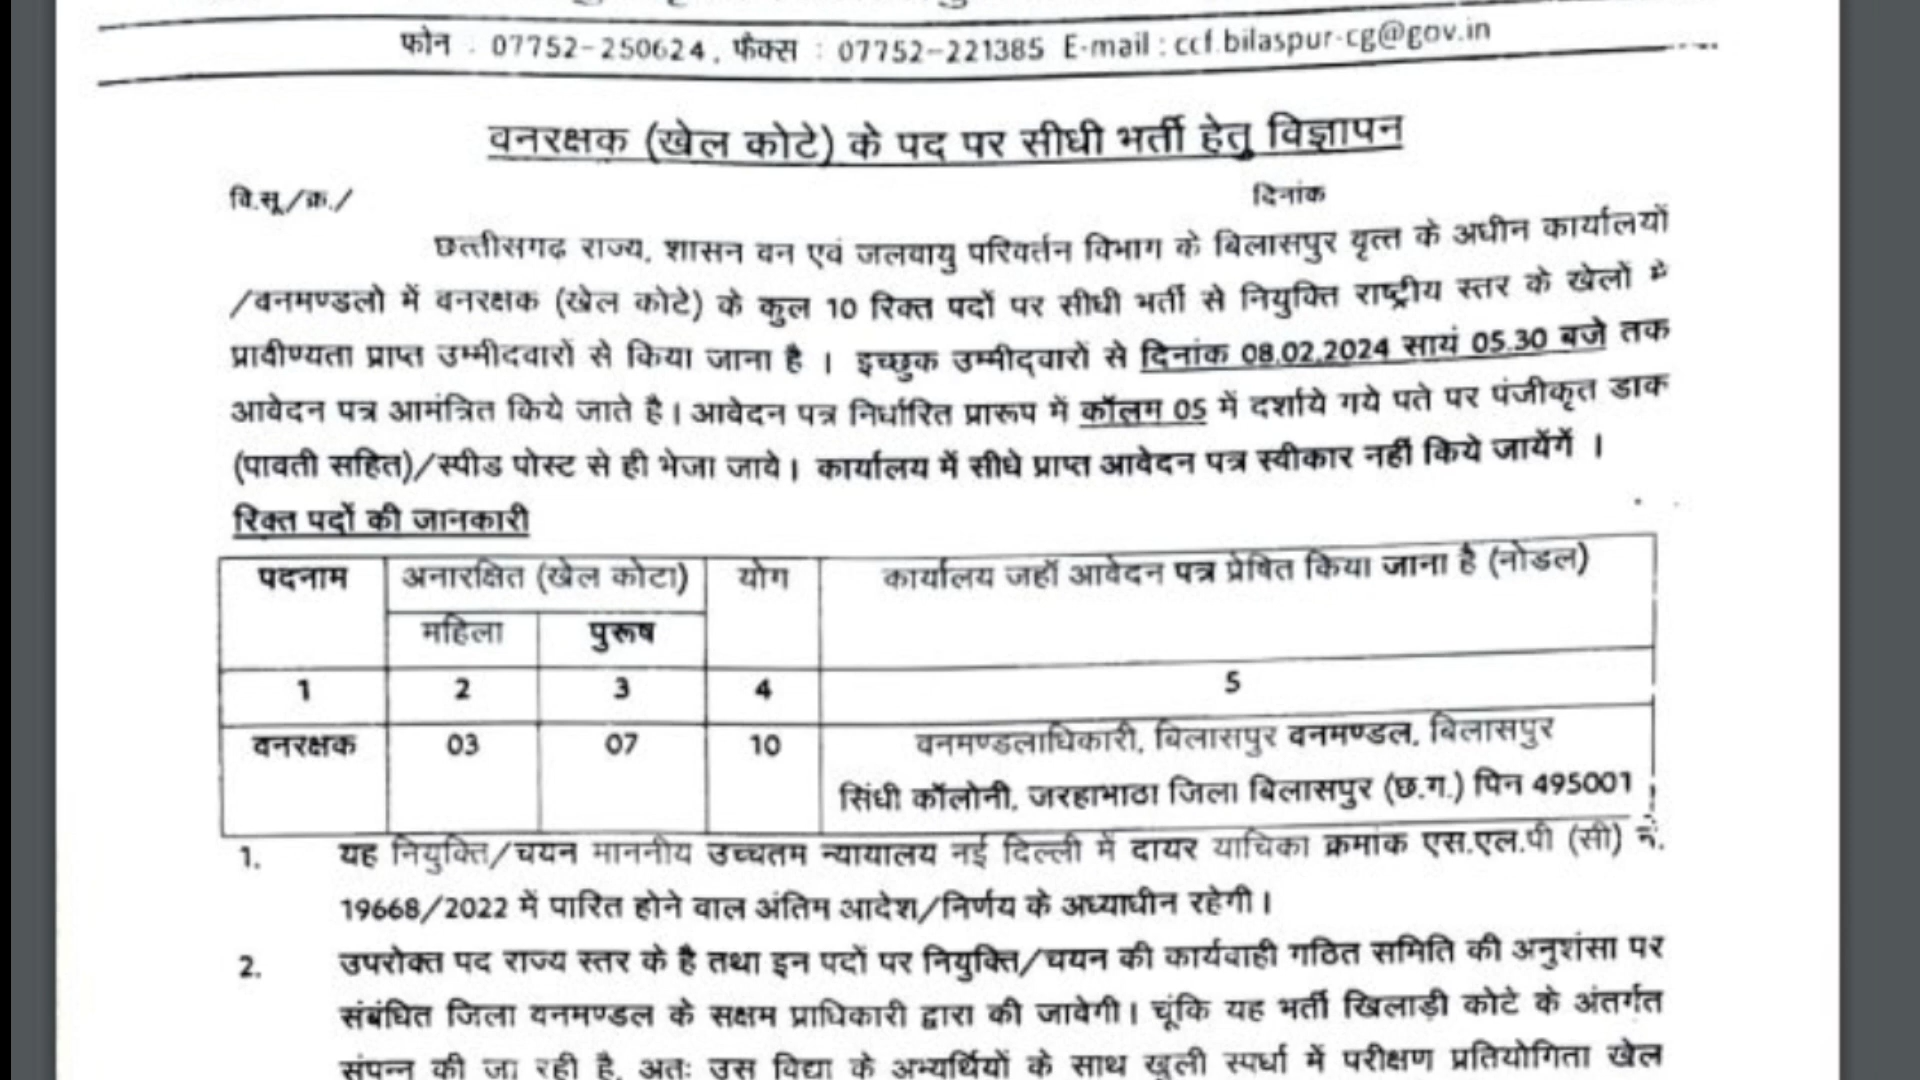 फोन : 07752-250624, फैक्स : 07752-221385 E-mail : ccf.bilaspur-cg@gov.in
वनरक्षक (खेल कोटे) के पद पर सीधी भर्ती हेतु विज्ञापन
वि.सू./क्र./ दिनांक
छत्तीसगढ राज्य, शासन वन एवं जलवायु परिवर्तन विभाग के बिलासपुर वृत्त के अधीन कार्यालयों
/वनमण्डलो में वनरक्षक (खेल कोटे) के कुल 10 रिक्त पदों पर सीधी भर्ती से नियुक्ति राष्ट्रीय स्तर के खेलों मे
प्रावीण्यता प्राप्त उम्मीदवारों से किया जाना है । इच्छुक उम्मीद्वारों से दिनांक 08.02.2024 सायं 05.30 बजे तक
आवेदन पत्र आमंत्रित किये जाते है। आवेदन पत्र निर्धारित प्रारूप में कॉलम 05 में दर्शाये गये पते पर पंजीकृत डाक
(पावती सहित)/स्पीड पोस्ट से ही भेजा जाये। कार्यालय में सीधे प्राप्त आवेदन पत्र स्वीकार नहीं किये जायेंगें ।
रिक्त पदों की जानकारी
पदनाम अनारक्षित (खेल कोटा) योग कार्यालय जहॉ आवेदन पत्र प्रेषित किया जाना है (नोडल)
महिला पुरूष
1 2 3 4 5
वनरक्षक 03 07 10 वनमण्डलाधिकारी, बिलासपुर वनमण्डल, बिलासपुर
सिंधी कॉलोनी, जरहाभाठा जिला बिलासपुर (छ.ग.) पिन 495001
1. यह नियुक्ति/चयन माननीय उच्चतम न्यायालय नई दिल्ली में दायर याचिका क्रमांक एस.एल.पी (सी) नं.
19668/2022 में पारित होने वाल अंतिम आदेश/निर्णय के अध्याधीन रहेगी।
2. उपरोक्त पद राज्य स्तर के है तथा इन पदों पर नियुक्ति/चयन की कार्यवाही गठित समिति की अनुशंसा पर
संबंधित जिला वनमण्डल के सक्षम प्राधिकारी द्वारा की जावेगी। चूंकि यह भर्ती खिलाड़ी कोटे के अंतर्गत
संपन्न की जा रही है, अतः उस विद्या के अभ्यर्थियों के साथ खुली स्पर्धा में परीक्षण प्रतियोगिता खेल